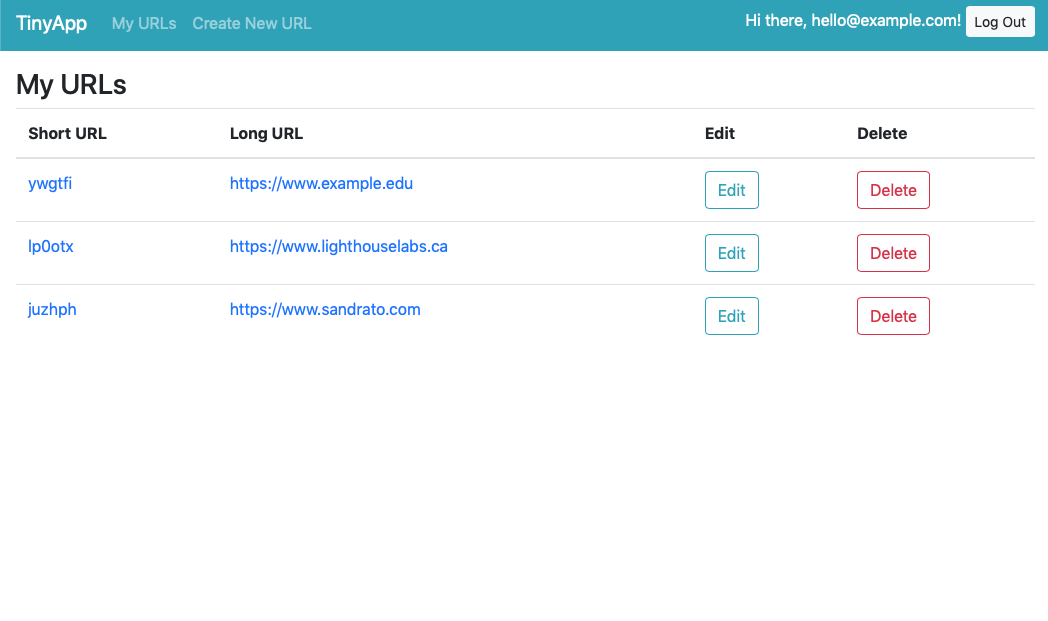 TinyApp My URLs Create New URL Hi there, hello@example.com! Log Out
My URLs
Short URL Long URL Edit Delete
ywgtfi https://www.example.edu Edit Delete
lp0otx https://www.lighthouselabs.ca Edit Delete
juzhph https://www.sandrato.com Edit Delete